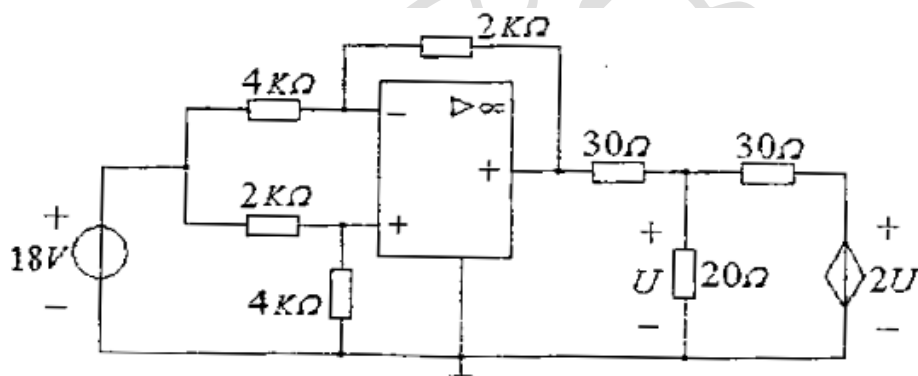 2KΩ
4KΩ
− ▷∞
+ 30Ω 30Ω
2KΩ
+ + + +
18V 4KΩ U 20Ω 2U
− − −